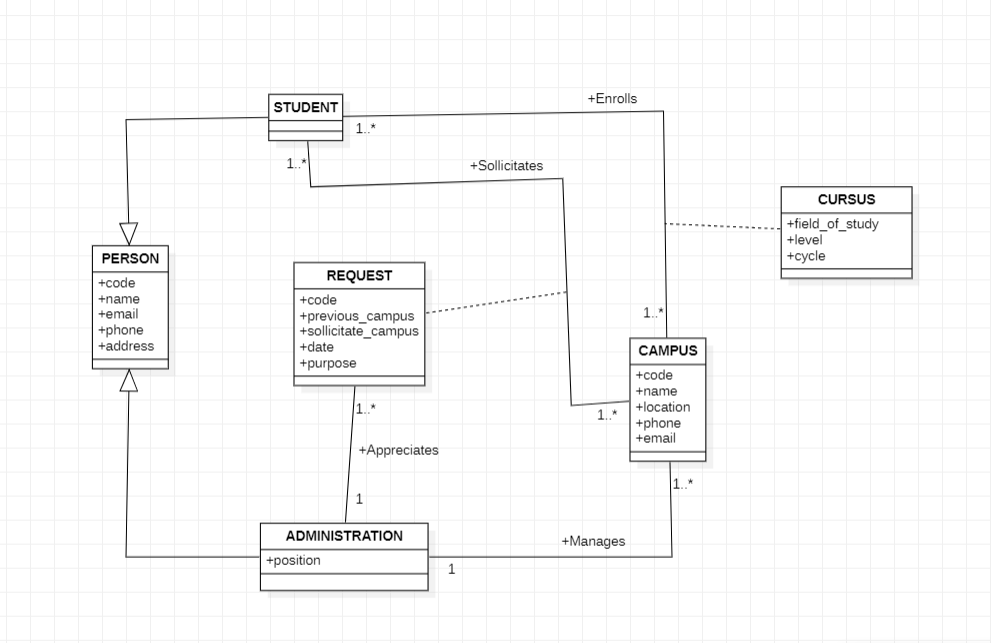 +Enrolls
STUDENT
1..*
1..*
+Sollicitates
CURSUS
+field_of_study
+level
+cycle
PERSON
+code
+name
+email
+phone
+address
REQUEST
+code
+previous_campus
+sollicitate_campus
+date
+purpose
1..*
CAMPUS
+code
+name
+location
+phone
+email
1..*
1..*
+Appreciates
1..*
1
ADMINISTRATION
+position
+Manages
1